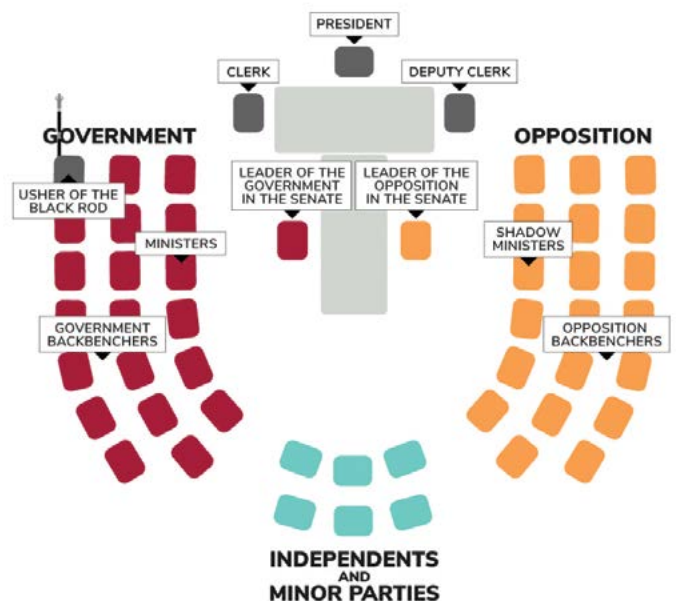 PRESIDENT
CLERK
DEPUTY CLERK
GOVERNMENT
OPPOSITION
USHER OF THE
BLACK ROD
LEADER OF THE
GOVERNMENT
IN THE SENATE
LEADER OF THE
OPPOSITION
IN THE SENATE
MINISTERS
SHADOW
MINISTERS
GOVERNMENT
BACKBENCHERS
OPPOSITION
BACKBENCHERS
INDEPENDENTS
AND
MINOR PARTIES